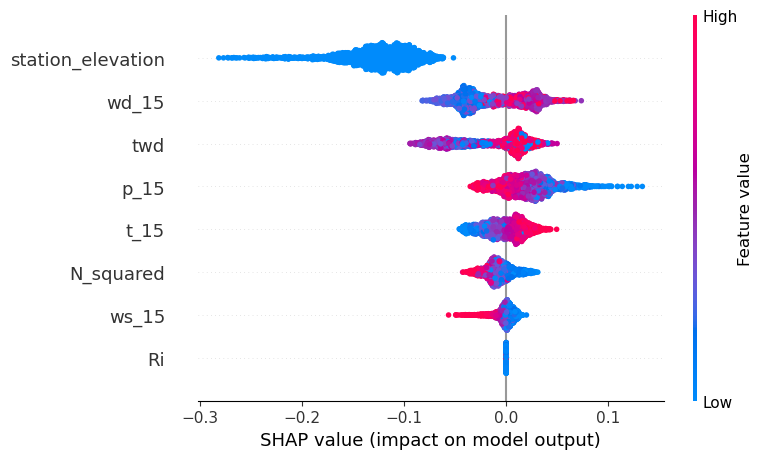 High
station_elevation
wd_15
twd
p_15
t_15
N_squared
ws_15
Ri
Feature value
Low
−0.3 −0.2 −0.1 0.0 0.1
SHAP value (impact on model output)